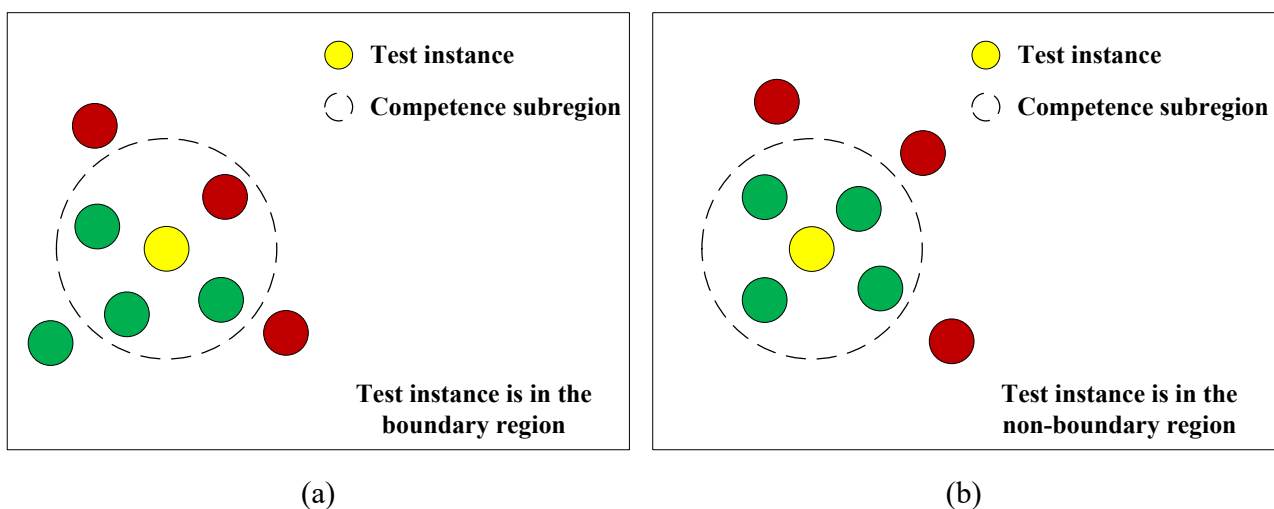 Test instance
Competence subregion
Test instance is in the
boundary region
(a)
Test instance
Competence subregion
Test instance is in the
non-boundary region
(b)